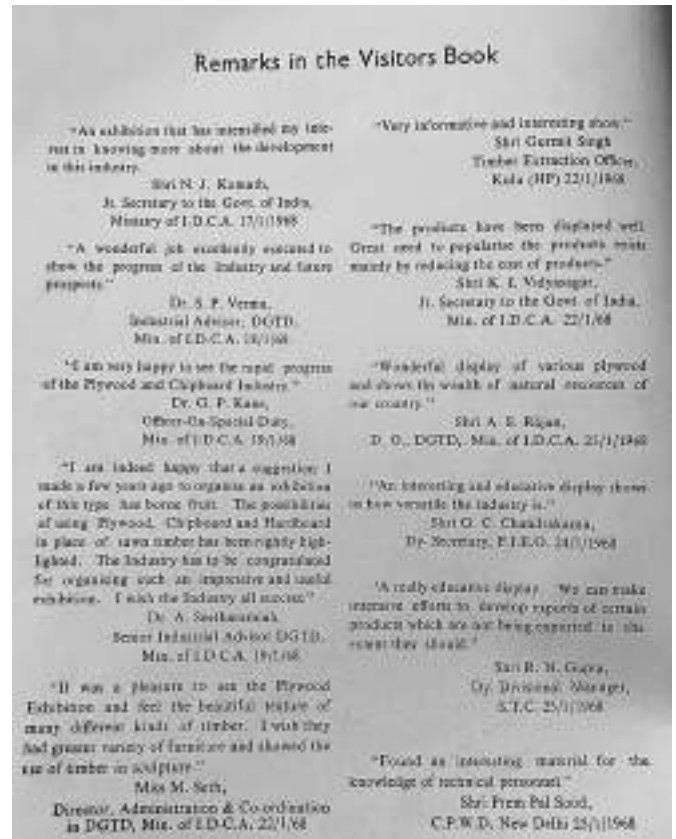 Remarks in the Visitors Book
"An exhibition that has intensified my inte-
rest in knowing more about the development
in this industry.
Shri N. J. Kamath,
Jt. Secretary to the Govt. of India,
Ministry of I.D.C.A. 17/1/1968
"A wonderful job excellently executed to
show the progress of the Industry and future
prospects."
Dr. S. P. Verma,
Industrial Advisor, DGTD,
Min. of I.D.C.A. 18/1/68
"I am very happy to see the rapid progress
of the Plywood and Chipboard Industry."
Dr. G. P. Kane,
Officer-On-Special Duty,
Min. of I.D.C.A. 19/1/68
"I am indeed happy that a suggestion I
made a few years ago to organise an exhibition
of this type has borne fruit. The possibilities
of using Plywood, Chipboard and Hardboard
in place of sawn timber has been rightly high-
lighted. The Industry has to be congratulated
for organising such an impressive and useful
exhibition. I wish the Industry all success."
Dr. A. Seetharamiah,
Senior Industrial Advisor DGTD,
Min. of I.D.C.A. 19/1/68
"It was a pleasure to see the Plywood
Exhibition and feel the beautiful texture of
many different kinds of timber. I wish they
had greater variety of furniture and showed the
use of timber in sculpture."
Miss M. Seth,
Director, Administration & Co-ordination
in DGTD, Min. of I.D.C.A. 22/1/68
"Very informative and interesting show."
Shri Gurmit Singh
Timber Extraction Officer,
Kulu (HP) 22/1/1968
"The products have been displayed well.
Great need to popularise the products exists
mainly by reducing the cost of products."
Shri K. I. Vidyasagar,
Jt. Secretary to the Govt. of India,
Min. of I.D.C.A. 22/1/68
"Wonderful display of various plywood
and shows the wealth of natural resources of
our country."
Shri A. S. Rajan,
D. O., DGTD, Min. of I.D.C.A. 23/1/1968
"An interesting and educative display shows
us how versatile the industry is."
Shri G. C.
Dy. Secretary, P.I.E.O. 24/1/1968
"A really educative display. We can make
intensive efforts to develop exports of certain
products which are not being exported to the
extent they should."
Shri R. N. Gupta,
Dy. Divisional Manager,
S.T.C. 25/1/1968
"Found an interesting material for the
knowledge of technical personnel."
Shri Prem Pal Sood,
C.P.W.D. New Delhi 25/1/1968